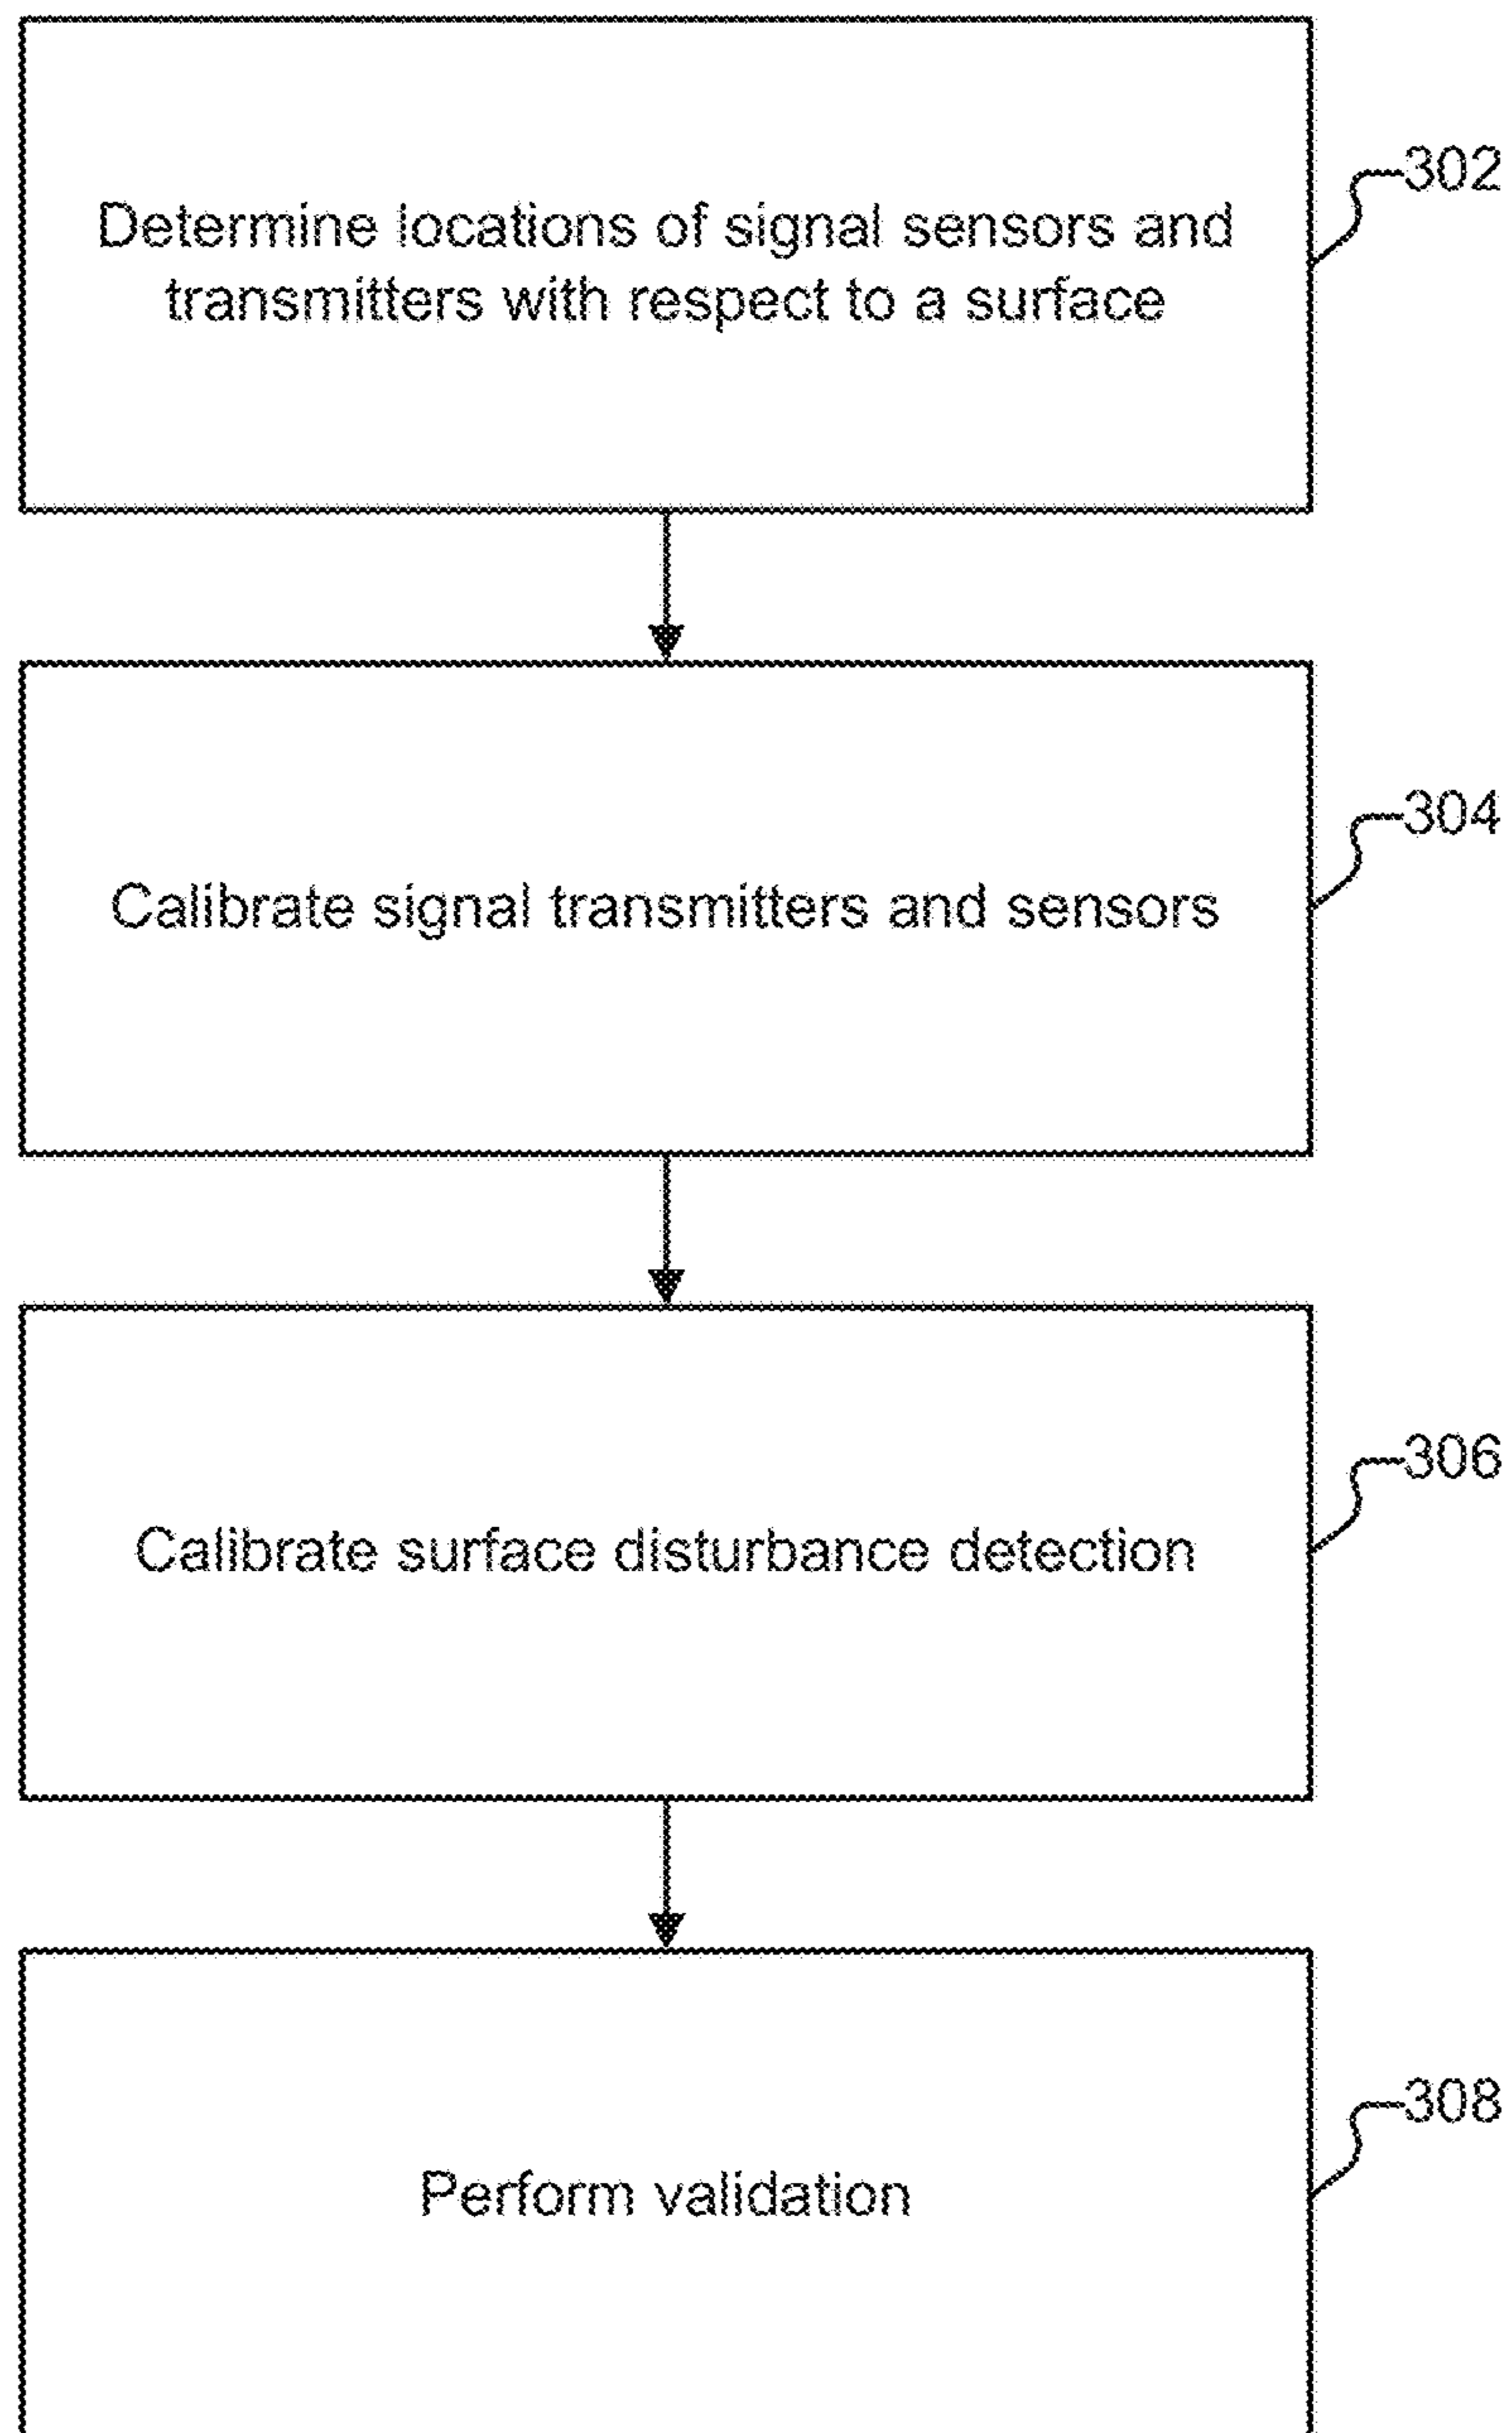 Determine locations of signal sensors and
transmitters with respect to a surface
302
Calibrate signal transmitters and sensors
304
Calibrate surface disturbance detection
306
Perform validation
308